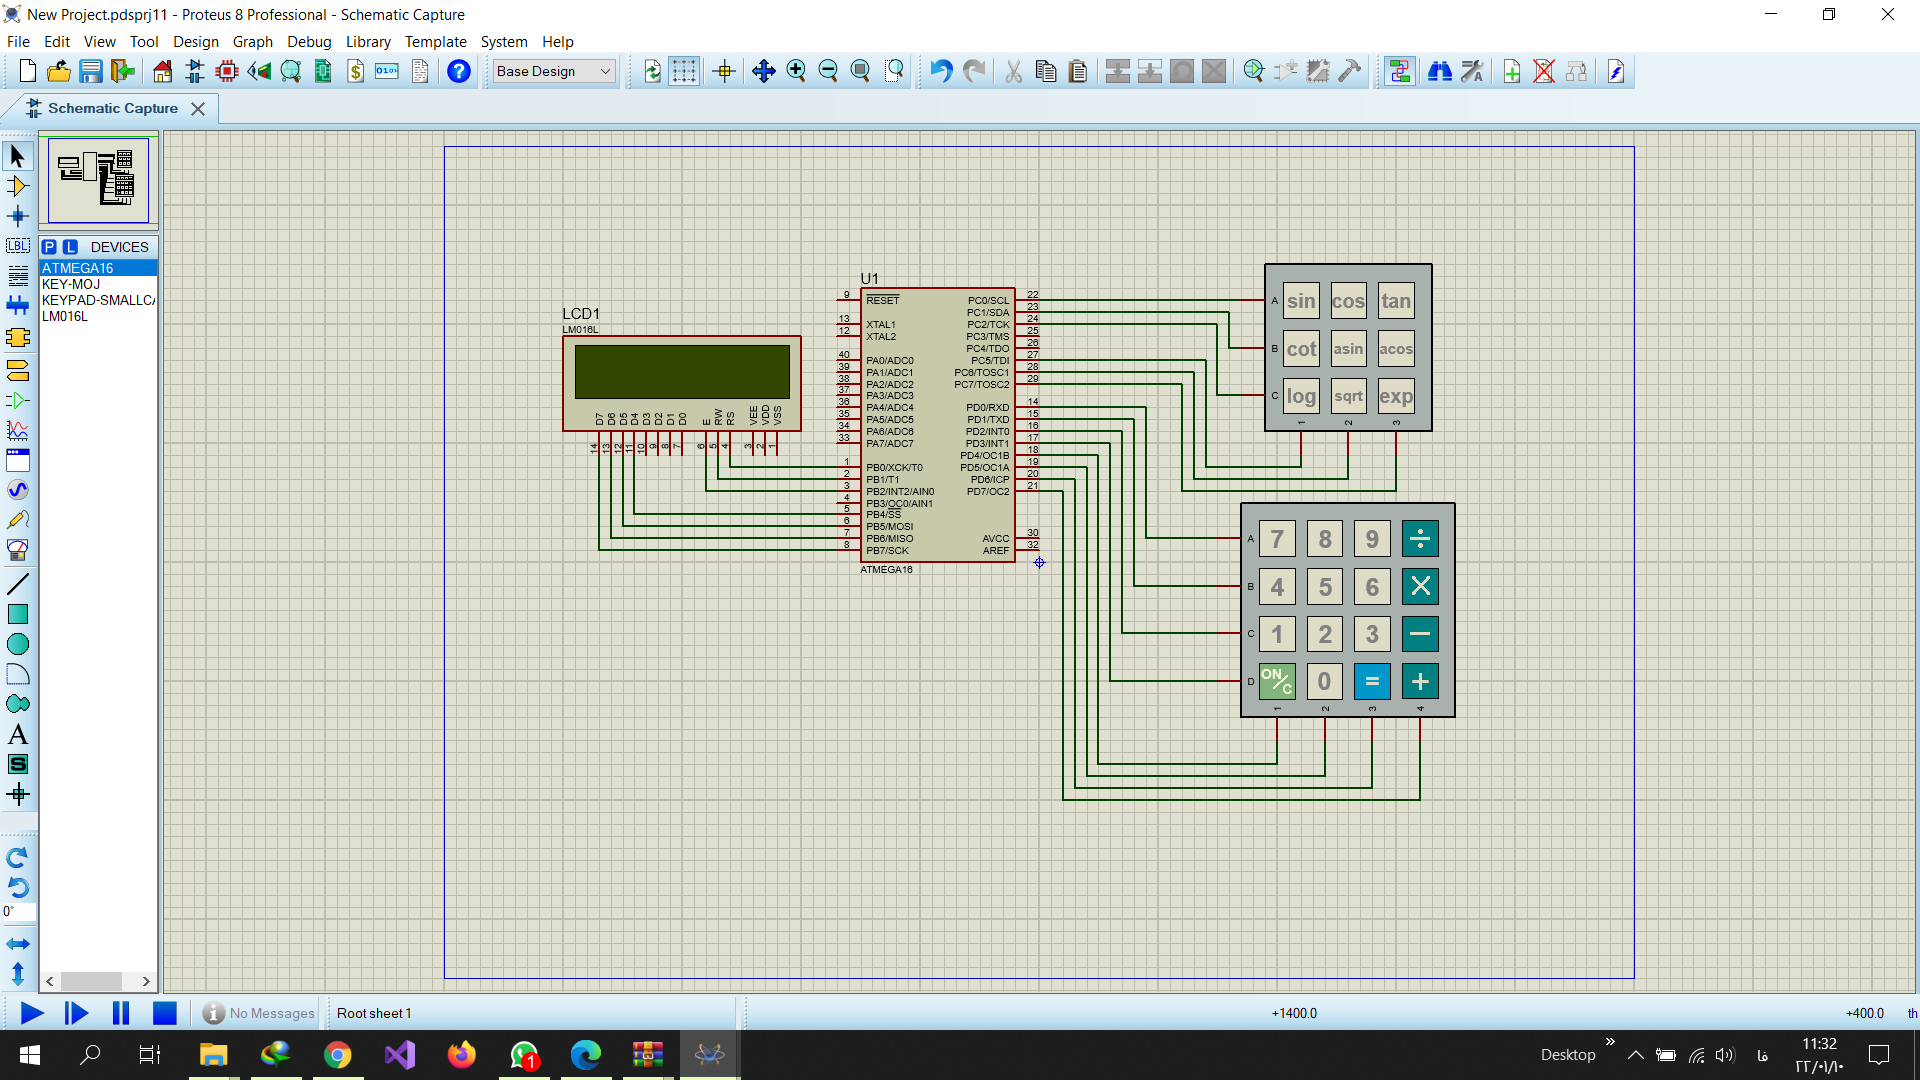 New Project.pdsprj11 - Proteus 8 Professional - Schematic Capture
File Edit View Tool Design Graph Debug Library Template System Help
Base Design
Schematic Capture
P L DEVICES
ATMEGA16
KEY-MOJ
KEYPAD-SMALLCA
LM016L
LBL
A
S
0°
LCD1
LM016L
D7 D6 D5 D4 D3 D2 D1 D0 E RW RS VEE VDD VSS
14 13 12 11 10 9 8 7 6 5 4 3 2 1
U1
9 RESET PC0/SCL 22
PC1/SDA 23
13 XTAL1 PC2/TCK 24
12 XTAL2 PC3/TMS 25
PC4/TDO 26
40 PA0/ADC0 PC5/TDI 27
39 PA1/ADC1 PC6/TOSC1 28
38 PA2/ADC2 PC7/TOSC2 29
37 PA3/ADC3
36 PA4/ADC4 PD0/RXD 14
35 PA5/ADC5 PD1/TXD 15
34 PA6/ADC6 PD2/INT0 16
33 PA7/ADC7 PD3/INT1 17
PD4/OC1B 18
1 PB0/XCK/T0 PD5/OC1A 19
2 PB1/T1 PD6/ICP 20
3 PB2/INT2/AIN0 PD7/OC2 21
4 PB3/OC0/AIN1
5 PB4/SS
6 PB5/MOSI
7 PB6/MISO AVCC 30
8 PB7/SCK AREF 32
ATMEGA16
A sin cos tan
B cot asin acos
C log sqrt exp
1 2 3
A 7 8 9 ÷
B 4 5 6 ×
C 1 2 3 −
D ON/C 0 = +
1 2 3 4
No Messages Root sheet 1 +1400.0 +400.0 th
1 Desktop » فا 11:32
٢٢/٠١/١٠